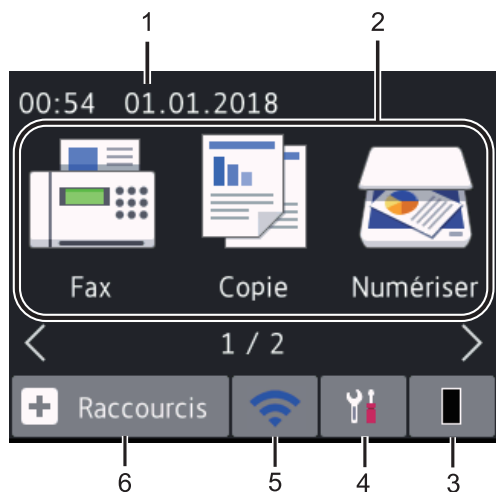 1 2
00:54 01.01.2018
Fax Copie Numériser
< 1 / 2 >
Raccourcis
6 5 4 3